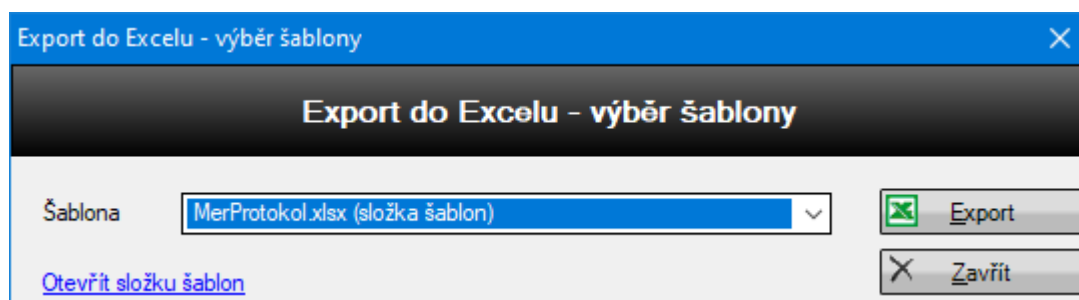 Export do Excelu - výběr šablony
Export do Excelu - výběr šablony
Šablona MerProtokol.xlsx (složka šablon) Export
Otevřít složku šablon Zavřít